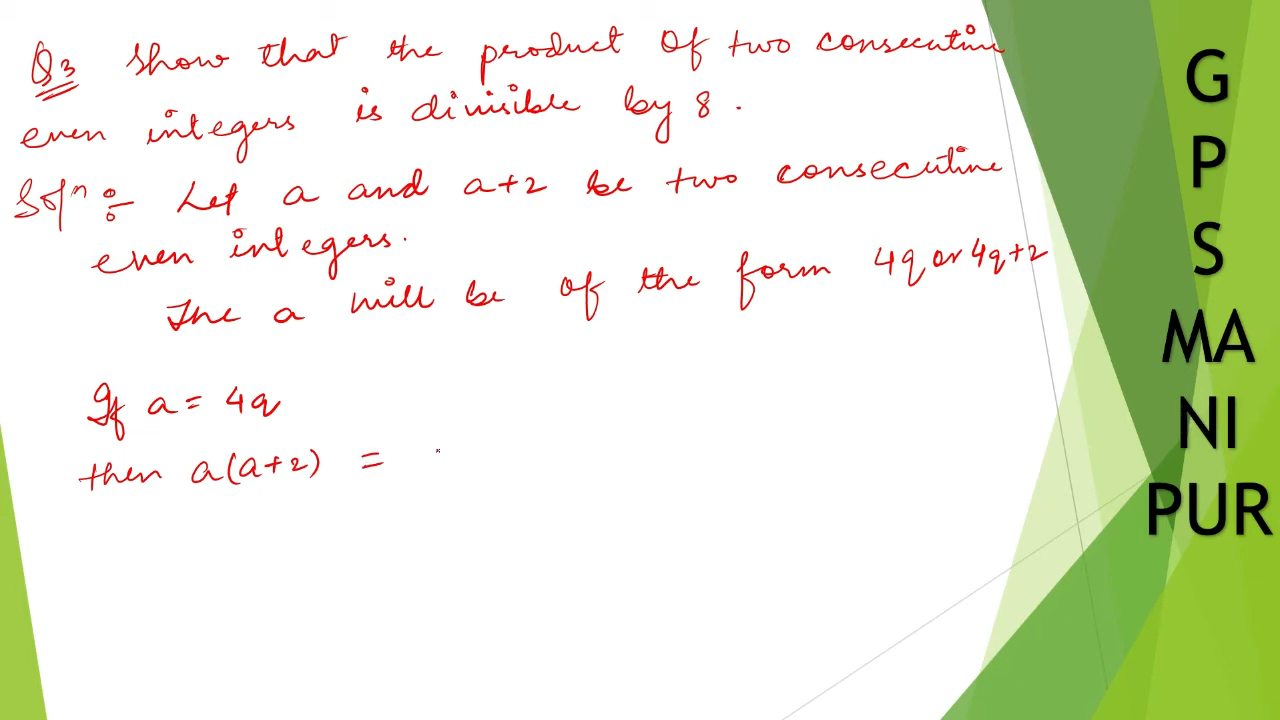 Q3 Show that the product of two consecutive
even integers is divisible by 8.
Solⁿ :- Let a and a+2 be two consecutive
even integers.
The a will be of the form 4q or 4q+2
If a = 4q
then a(a+2) =
G
P
S
MA
NI
PUR